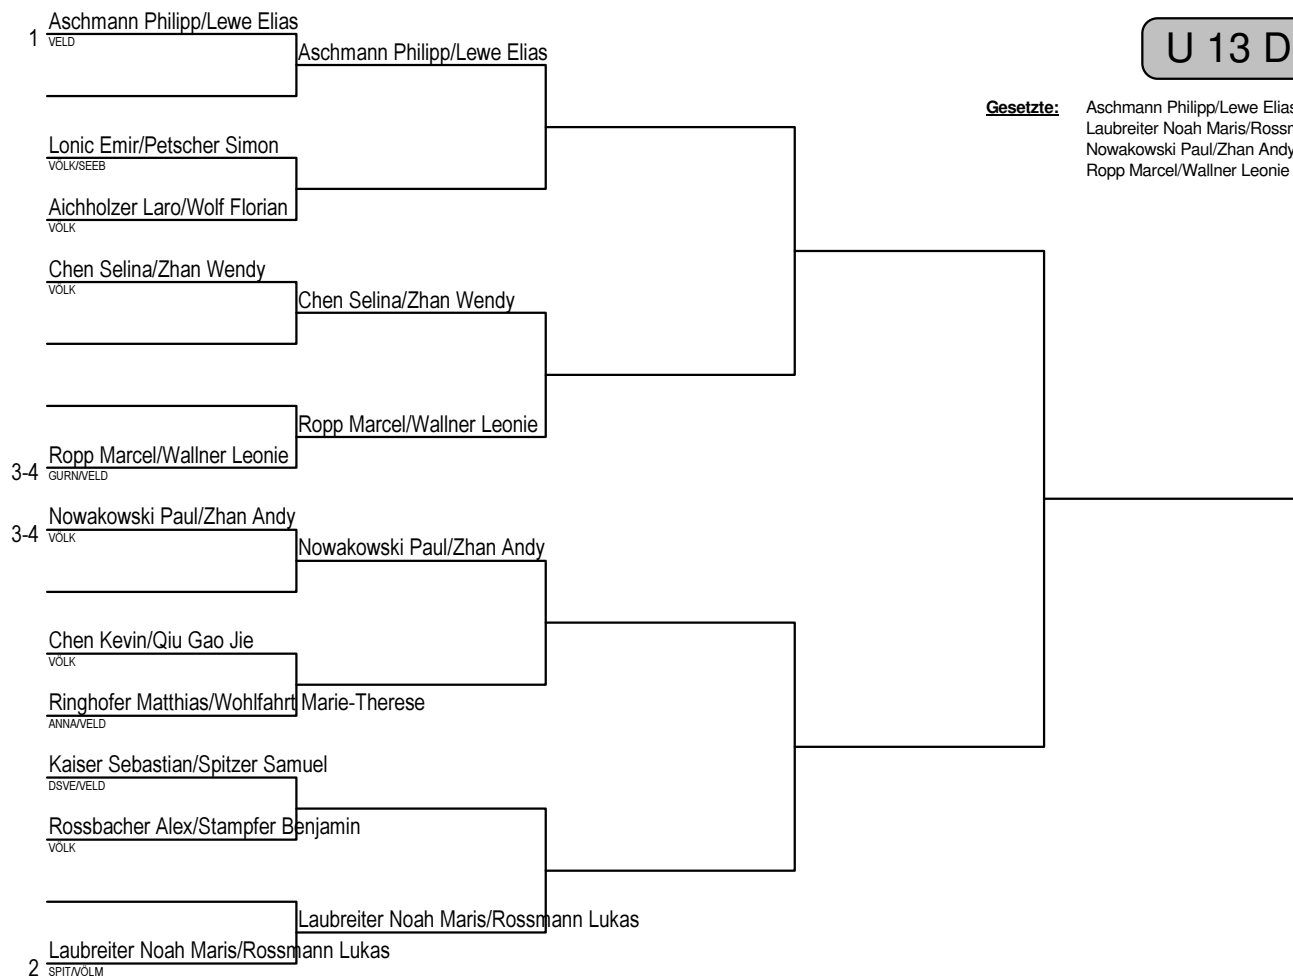 Aschmann Philipp/Lewe Elias
1 VELD
Aschmann Philipp/Lewe Elias
U 13 D
Gesetzte: Aschmann Philipp/Lewe Elias
Laubreiter Noah Maris/Rossm
Nowakowski Paul/Zhan Andy
Ropp Marcel/Wallner Leonie
Lonic Emir/Petscher Simon
VÖLK/SEEB
Aichholzer Laro/Wolf Florian
VÖLK
Chen Selina/Zhan Wendy
VÖLK
Chen Selina/Zhan Wendy
Ropp Marcel/Wallner Leonie
Ropp Marcel/Wallner Leonie
3-4 GURN/VELD
Nowakowski Paul/Zhan Andy
3-4 VÖLK
Nowakowski Paul/Zhan Andy
Chen Kevin/Qiu Gao Jie
VÖLK
Ringhofer Matthias/Wohlfahrt Marie-Therese
ANNA/VELD
Kaiser Sebastian/Spitzer Samuel
DSVE/VELD
Rossbacher Alex/Stampfer Benjamin
VÖLK
Laubreiter Noah Maris/Rossmann Lukas
Laubreiter Noah Maris/Rossmann Lukas
2 SPIT/VÖLM